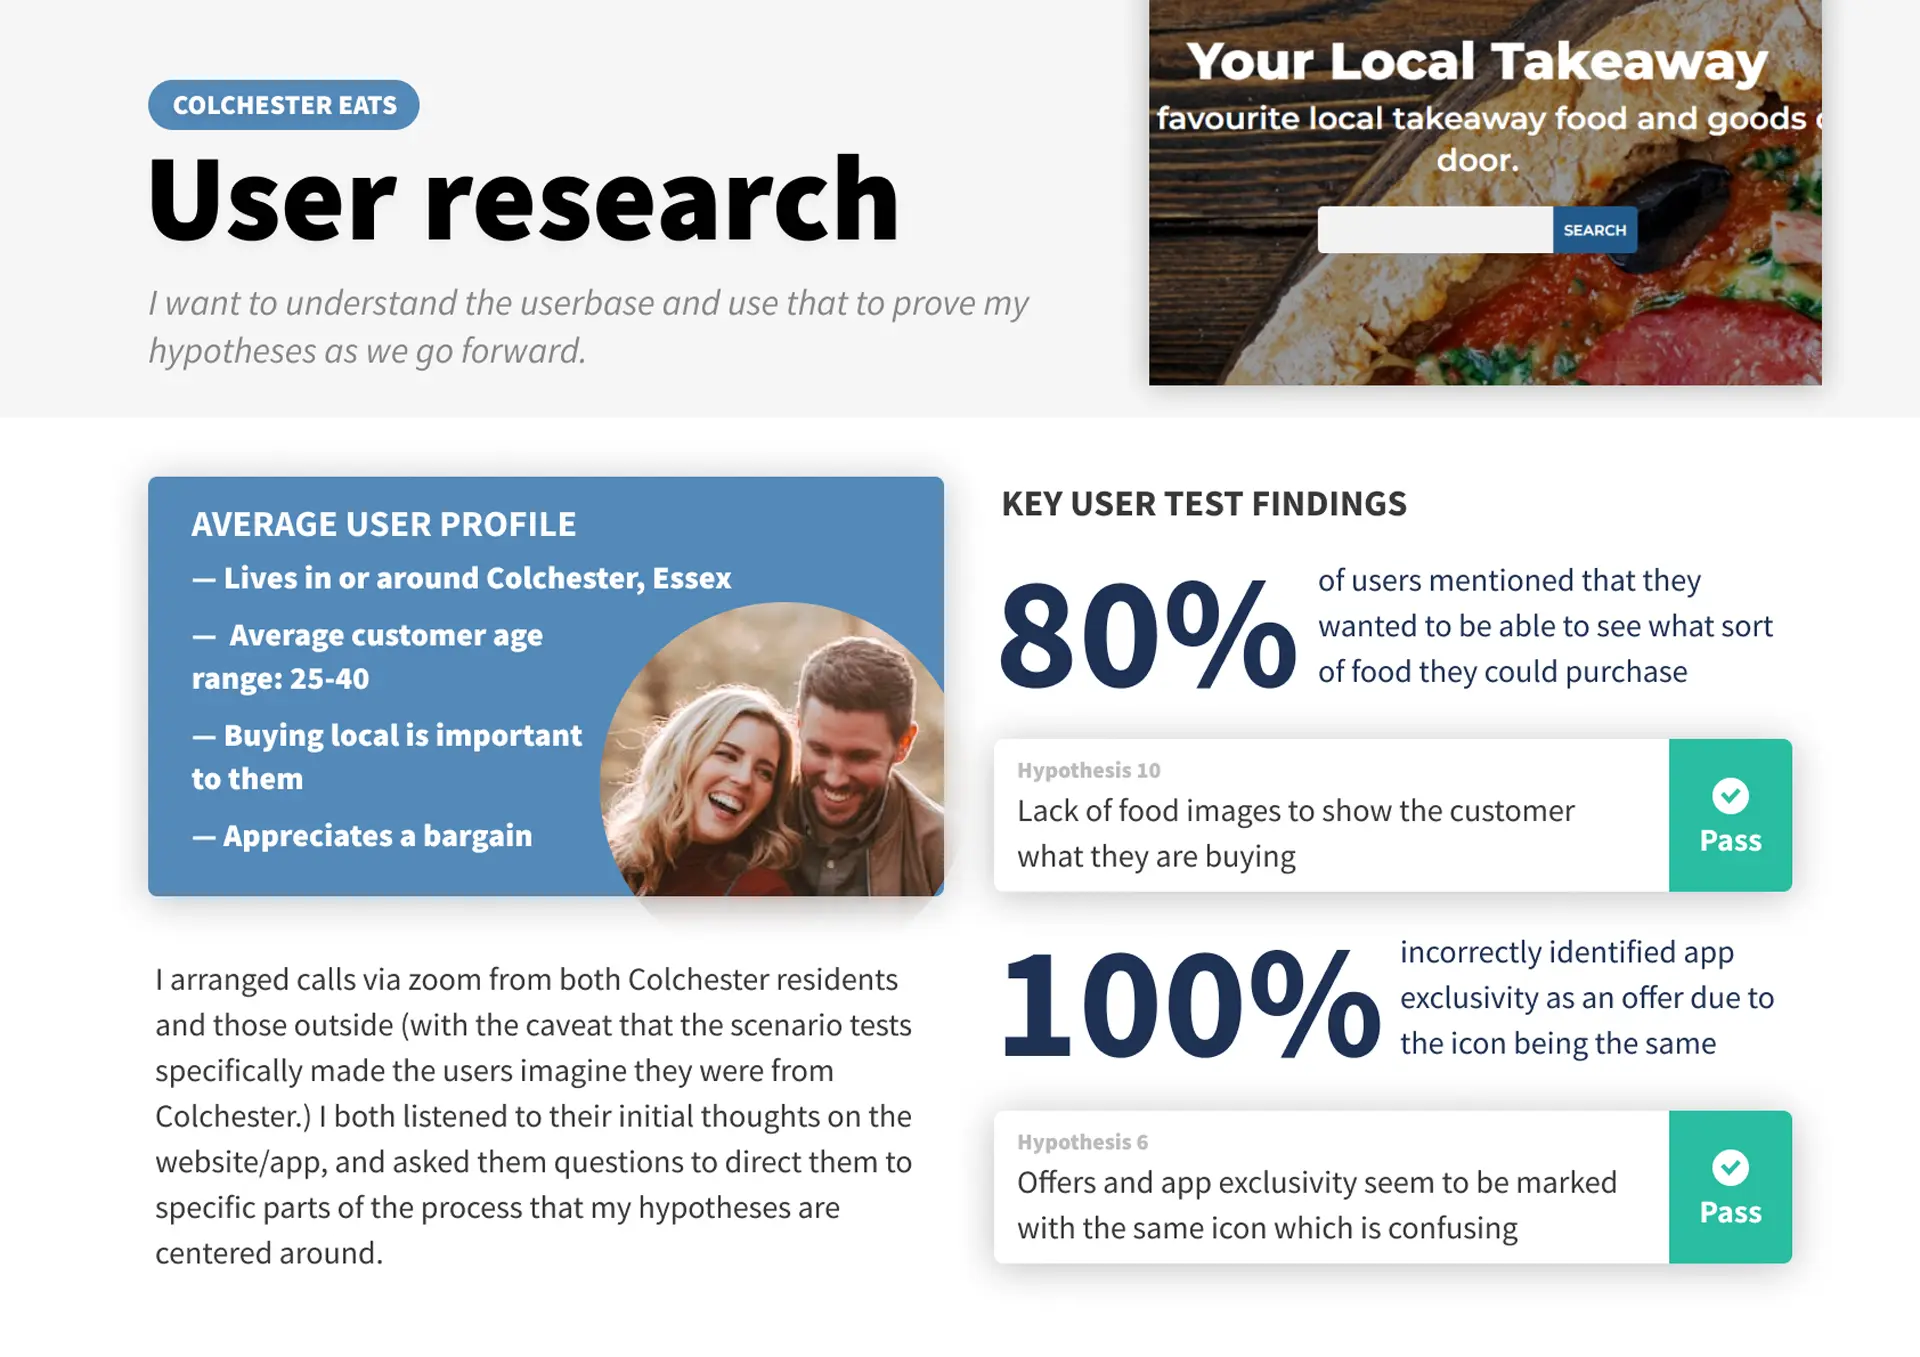 COLCHESTER EATS
User research
I want to understand the userbase and use that to prove my
hypotheses as we go forward.
Your Local Takeaway
favourite local takeaway food and goods
door.
SEARCH
AVERAGE USER PROFILE
— Lives in or around Colchester, Essex
— Average customer age
range: 25-40
— Buying local is important
to them
— Appreciates a bargain
I arranged calls via zoom from both Colchester residents
and those outside (with the caveat that the scenario tests
specifically made the users imagine they were from
Colchester.) I both listened to their initial thoughts on the
website/app, and asked them questions to direct them to
specific parts of the process that my hypotheses are
centered around.
KEY USER TEST FINDINGS
80%
of users mentioned that they
wanted to be able to see what sort
of food they could purchase
Hypothesis 10
Lack of food images to show the customer
what they are buying
Pass
100%
incorrectly identified app
exclusivity as an offer due to
the icon being the same
Hypothesis 6
Offers and app exclusivity seem to be marked
with the same icon which is confusing
Pass